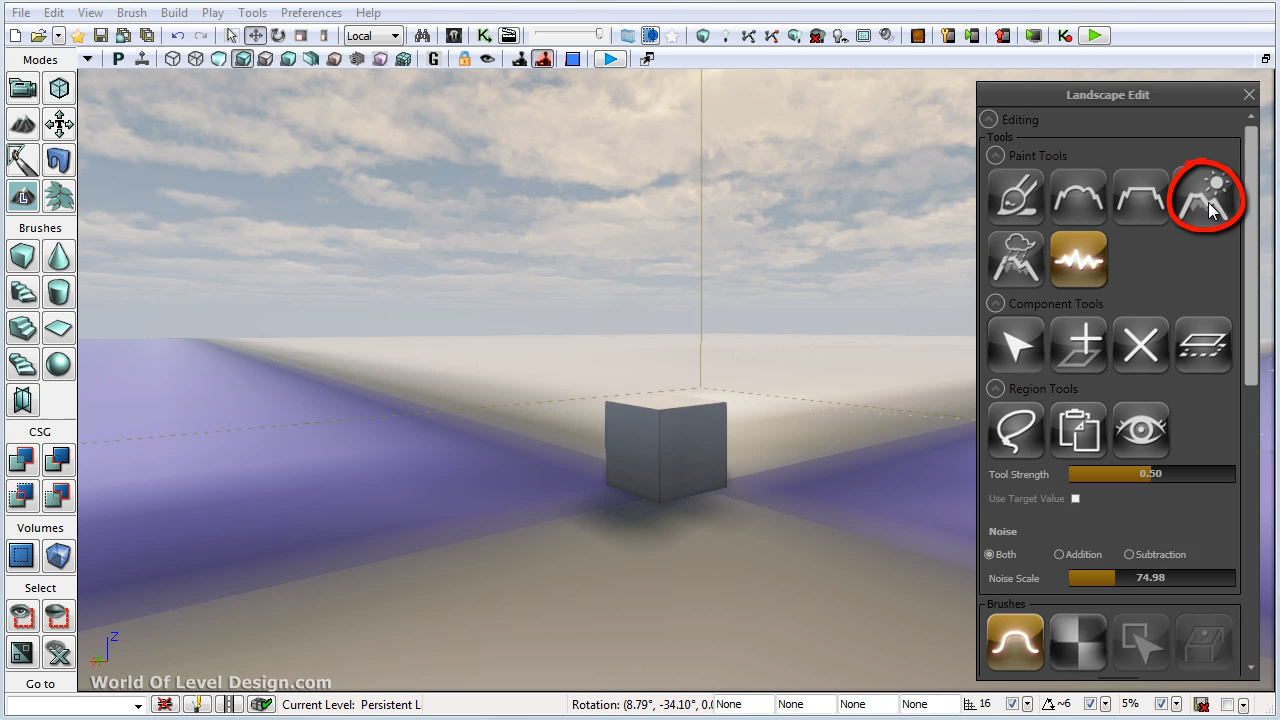 File Edit View Brush Build Play Tools Preferences Help
Local
P G
Modes
L
Brushes
CSG
Volumes
Select
Go to
Landscape Edit
Editing
Tools
Paint Tools
Component Tools
Region Tools
Tool Strength 0.50
Use Target Value
Noise
Both Addition Subtraction
Noise Scale 74.98
Brushes
Z
World Of Level Design.com
Current Level: Persistent L Rotation: (8.79°, -34.10°, 0.0 None None None None 16 ~6 5%